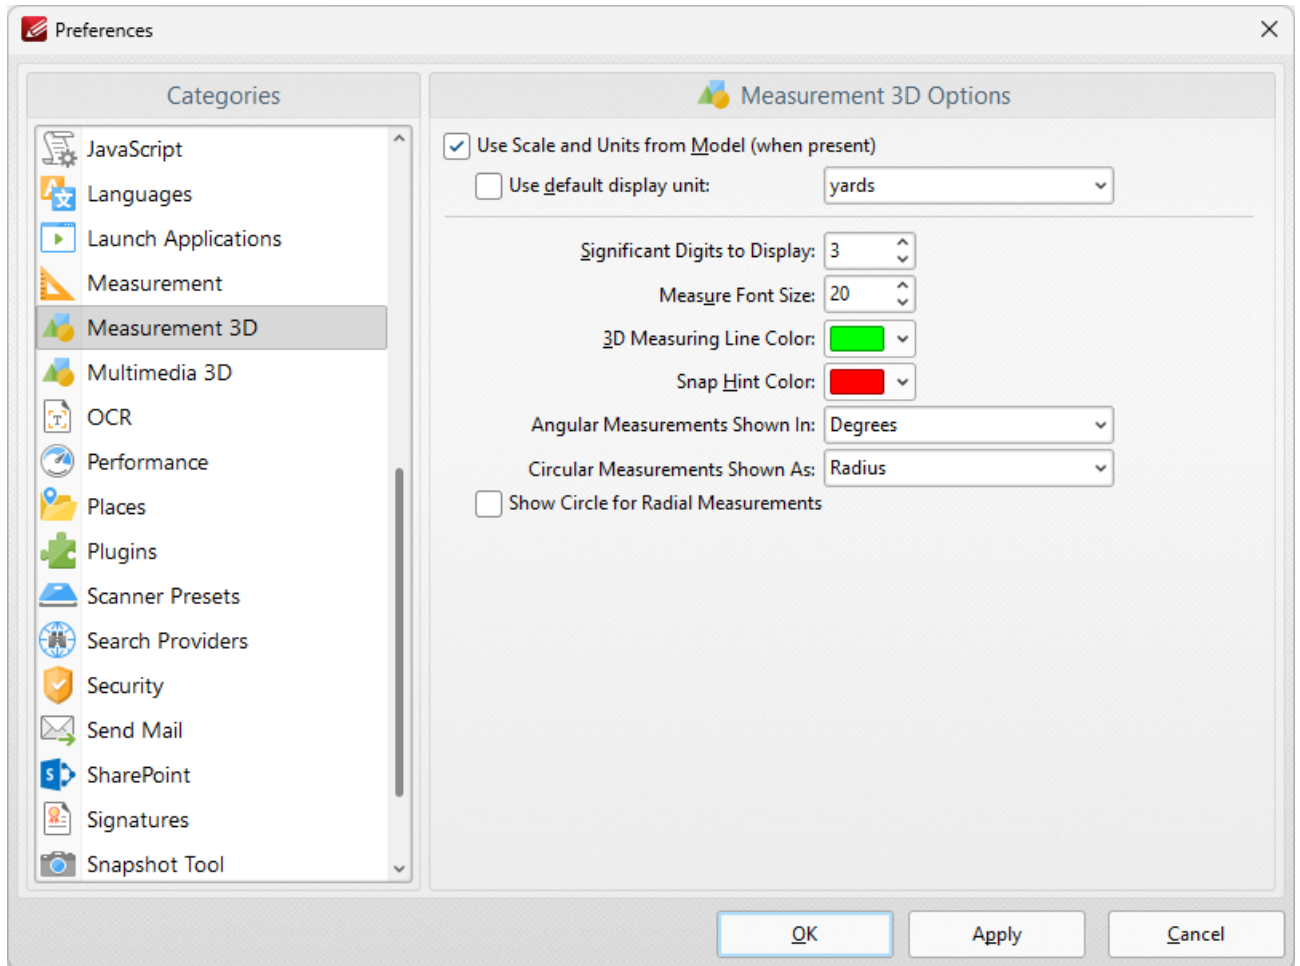 Preferences
Categories
JavaScript
Languages
Launch Applications
Measurement
Measurement 3D
Multimedia 3D
OCR
Performance
Places
Plugins
Scanner Presets
Search Providers
Security
Send Mail
SharePoint
Signatures
Snapshot Tool
Measurement 3D Options
Use Scale and Units from Model (when present)
Use default display unit: yards
Significant Digits to Display: 3
Measure Font Size: 20
3D Measuring Line Color:
Snap Hint Color:
Angular Measurements Shown In: Degrees
Circular Measurements Shown As: Radius
Show Circle for Radial Measurements
OK Apply Cancel